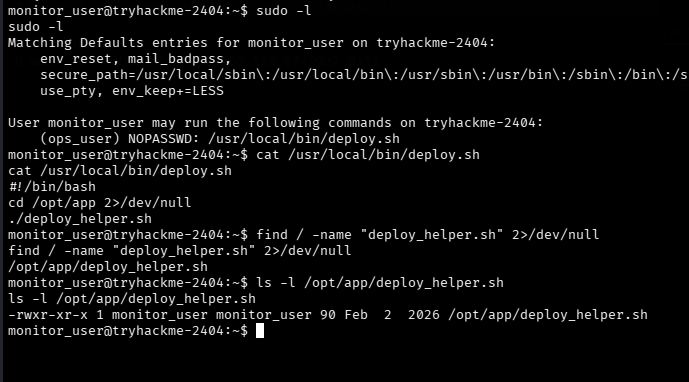 monitor_user@tryhackme-2404:~$ sudo -l
sudo -l
Matching Defaults entries for monitor_user on tryhackme-2404:
    env_reset, mail_badpass,
    secure_path=/usr/local/sbin\:/usr/local/bin\:/usr/sbin\:/usr/bin\:/sbin\:/bin\:/s
    use_pty, env_keep+=LESS

User monitor_user may run the following commands on tryhackme-2404:
    (ops_user) NOPASSWD: /usr/local/bin/deploy.sh
monitor_user@tryhackme-2404:~$ cat /usr/local/bin/deploy.sh
cat /usr/local/bin/deploy.sh
#!/bin/bash
cd /opt/app 2>/dev/null
./deploy_helper.sh
monitor_user@tryhackme-2404:~$ find / -name "deploy_helper.sh" 2>/dev/null
find / -name "deploy_helper.sh" 2>/dev/null
/opt/app/deploy_helper.sh
monitor_user@tryhackme-2404:~$ ls -l /opt/app/deploy_helper.sh
ls -l /opt/app/deploy_helper.sh
-rwxr-xr-x 1 monitor_user monitor_user 90 Feb  2  2026 /opt/app/deploy_helper.sh
monitor_user@tryhackme-2404:~$